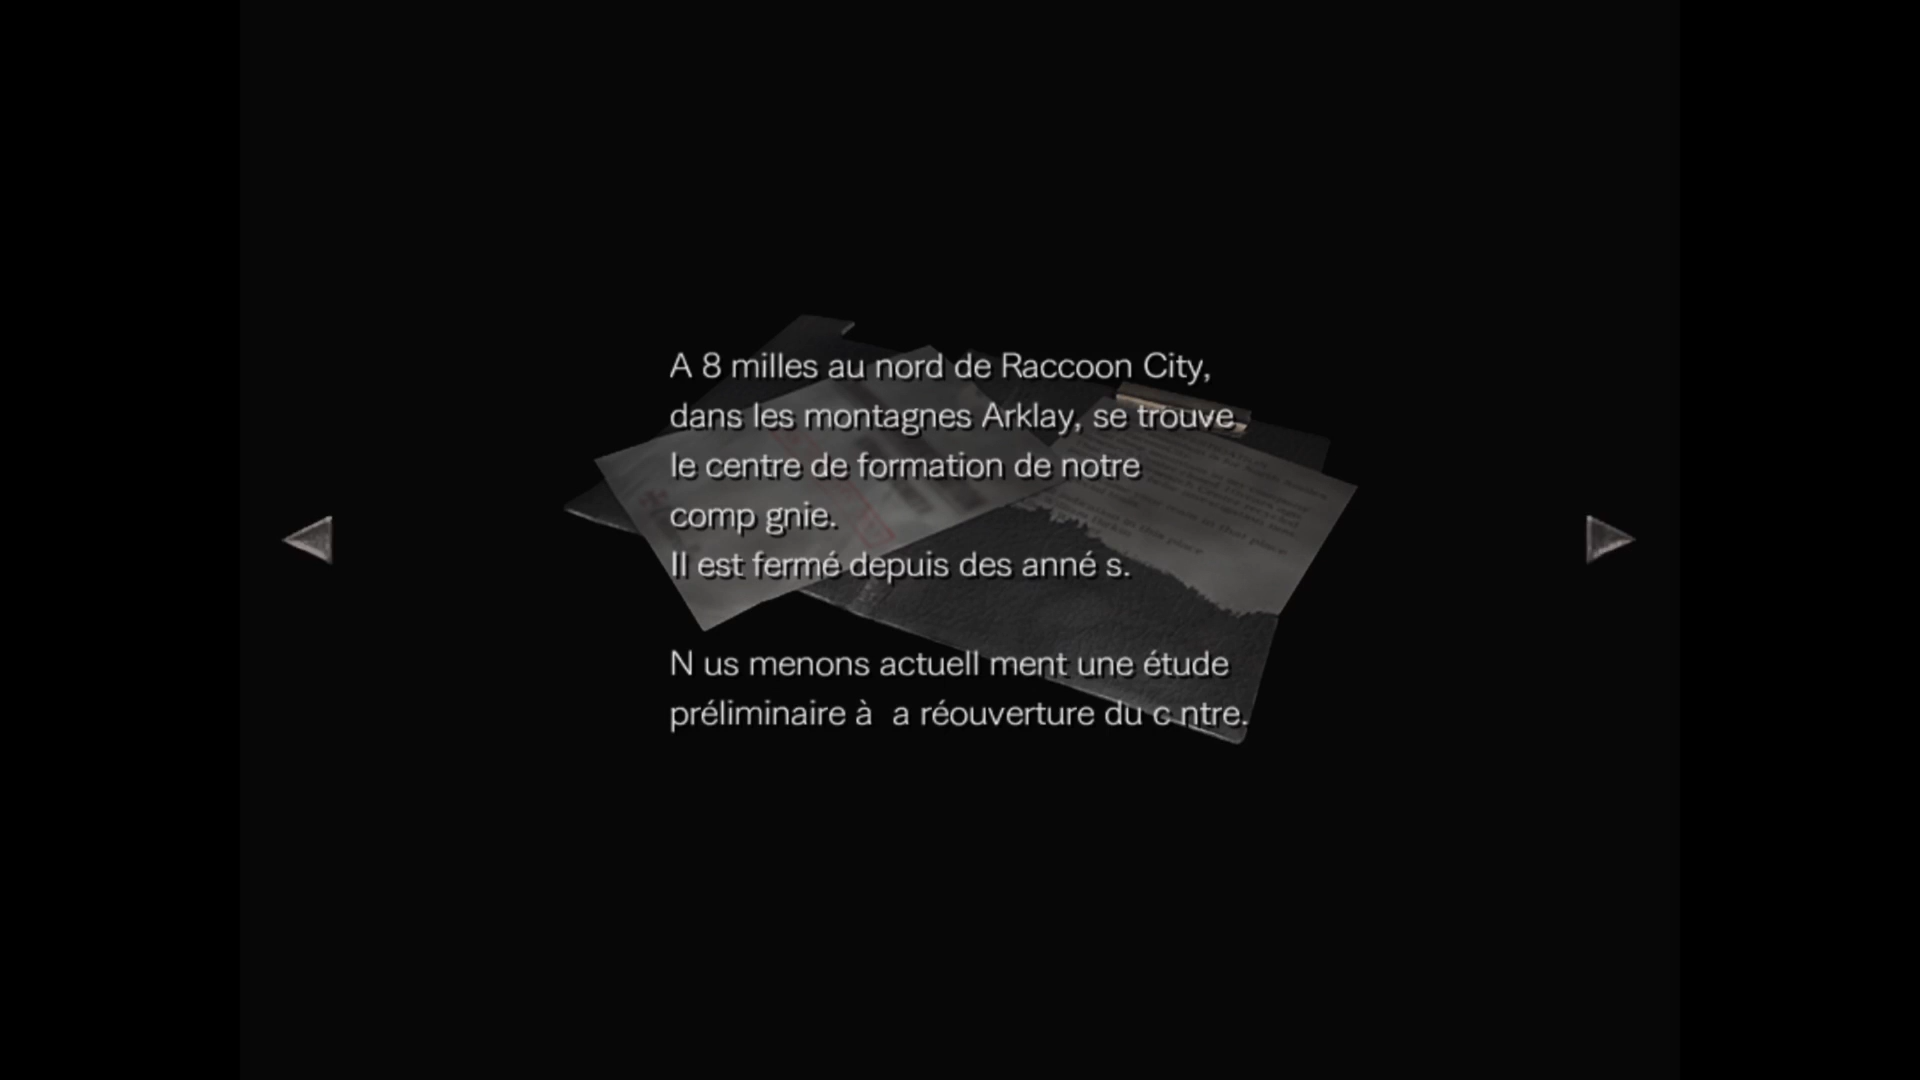 A 8 milles au nord de Raccoon City,
dans les montagnes Arklay, se trouve
le centre de formation de notre
comp gnie.
Il est fermé depuis des anné s.
N us menons actuell ment une étude
préliminaire à  a réouverture du c ntre.